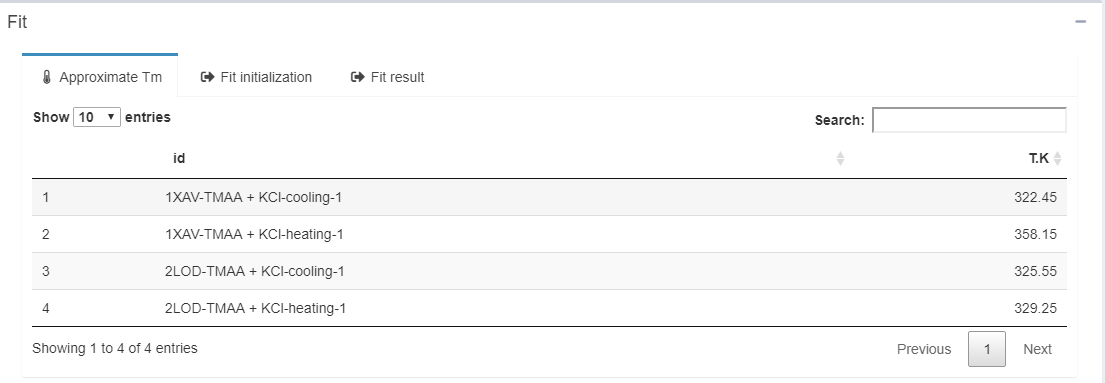 Fit
Approximate Tm Fit initialization Fit result
Show 10 entries Search:
id T.K
1 1XAV-TMAA + KCl-cooling-1 322.45
2 1XAV-TMAA + KCl-heating-1 358.15
3 2LOD-TMAA + KCl-cooling-1 325.55
4 2LOD-TMAA + KCl-heating-1 329.25
Showing 1 to 4 of 4 entries Previous 1 Next